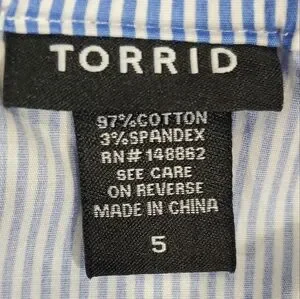 TORRID
97%COTTON
3%SPANDEX
RN# 148862
SEE CARE
ON REVERSE
MADE IN CHINA
5